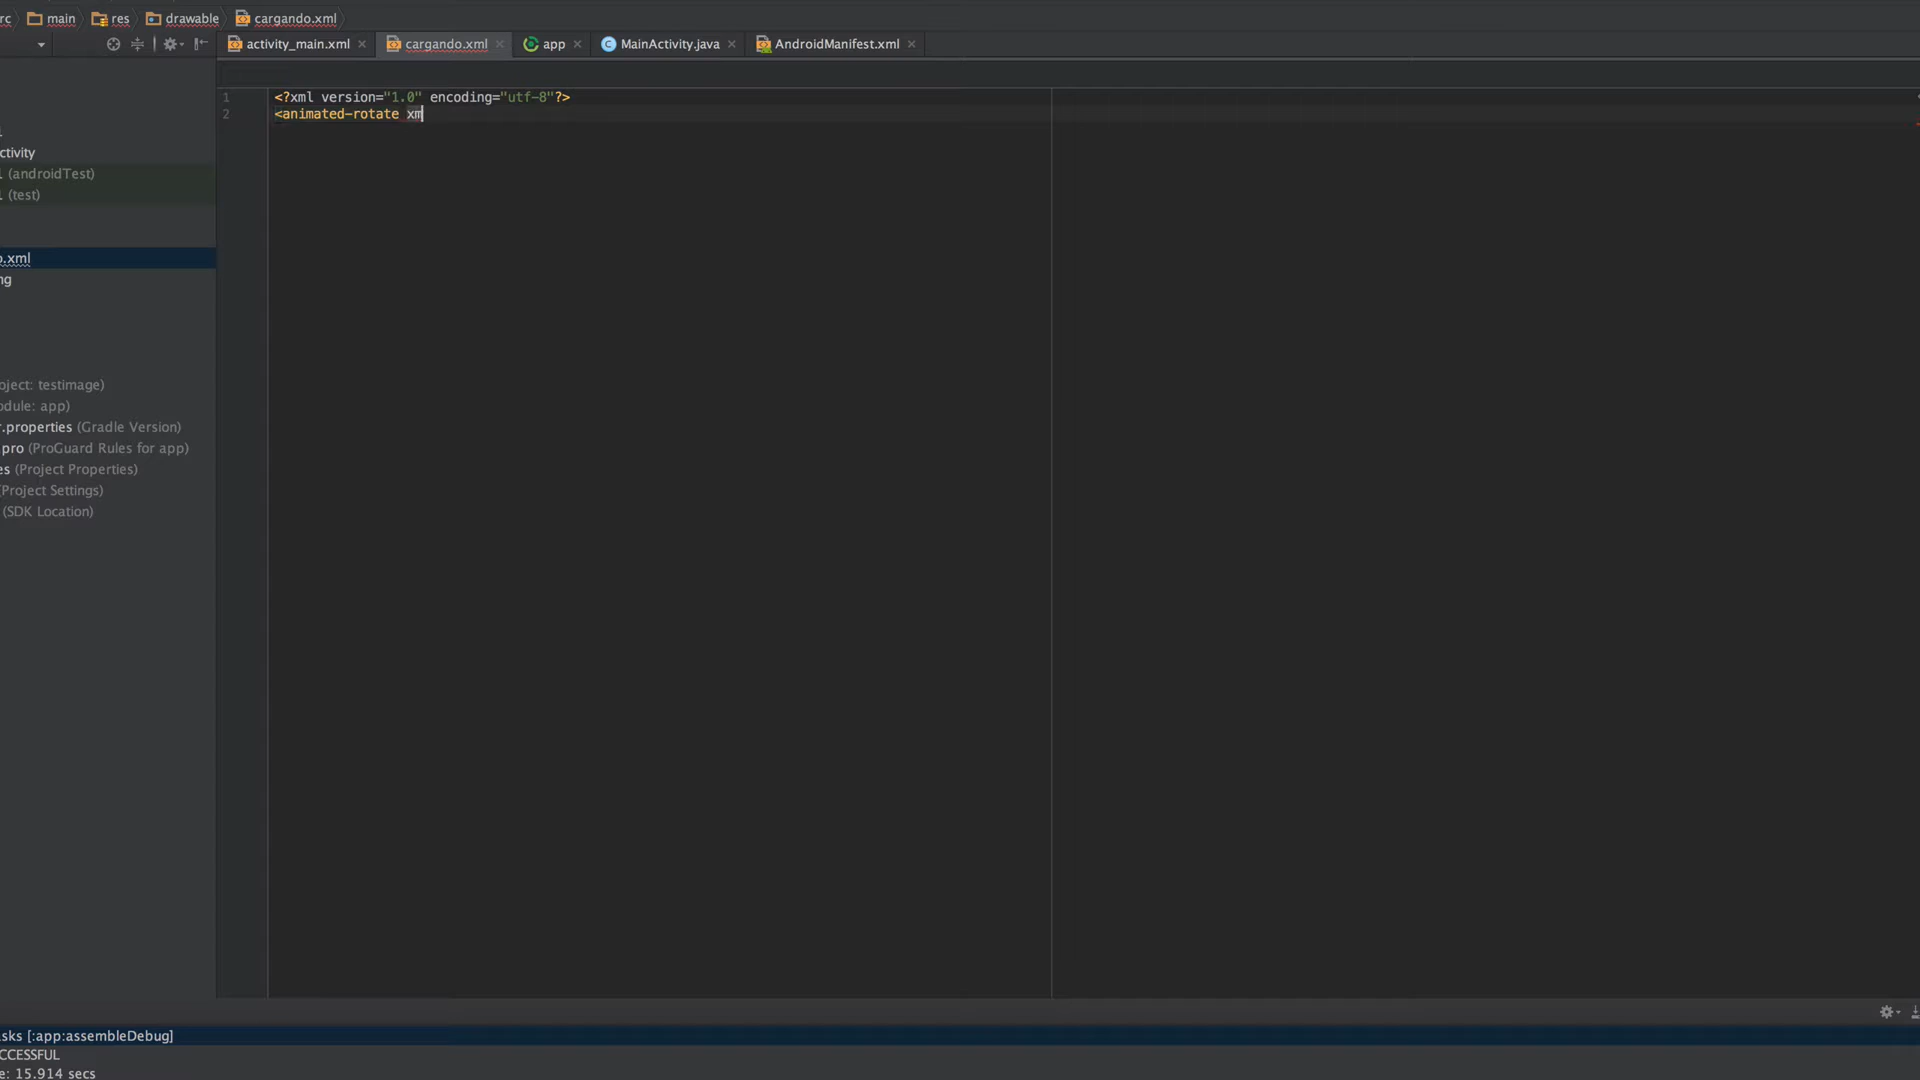 rc main res drawable cargando.xml
activity_main.xml cargando.xml app MainActivity.java AndroidManifest.xml
1 <?xml version="1.0" encoding="utf-8"?>
2 <animated-rotate xm
ctivity
(androidTest)
(test)
o.xml
ng
oject: testimage)
odule: app)
r.properties (Gradle Version)
.pro (ProGuard Rules for app)
es (Project Properties)
(Project Settings)
(SDK Location)
sks [:app:assembleDebug]
CCESSFUL
e: 15.914 secs